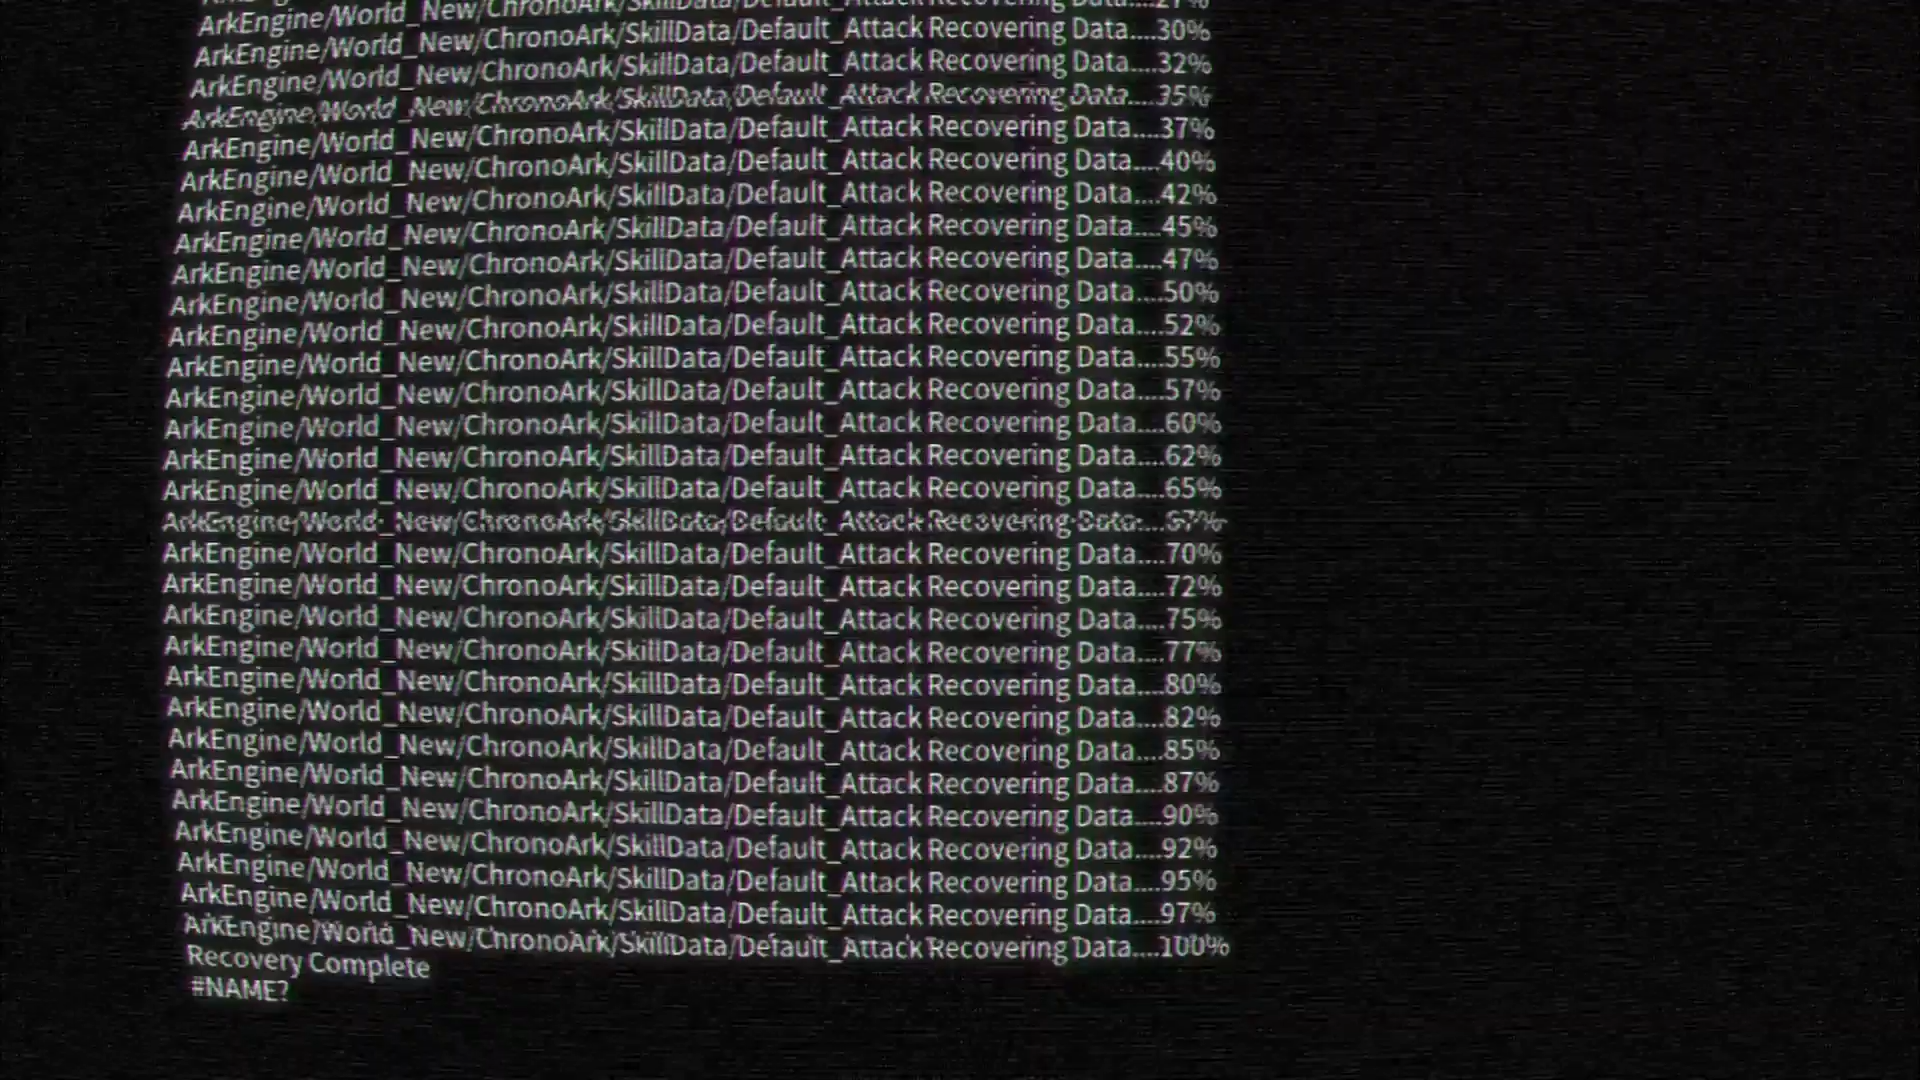 ArkEngine/World_New/ChronoArk/SkillData/Default_Attack Recovering Data....27%
ArkEngine/World_New/ChronoArk/SkillData/Default_Attack Recovering Data....30%
ArkEngine/World_New/ChronoArk/SkillData/Default_Attack Recovering Data....32%
ArkEngine/World_New/ChronoArk/SkillData/Default_Attack Recovering Data....35%
ArkEngine/World_New/ChronoArk/SkillData/Default_Attack Recovering Data....37%
ArkEngine/World_New/ChronoArk/SkillData/Default_Attack Recovering Data....40%
ArkEngine/World_New/ChronoArk/SkillData/Default_Attack Recovering Data....42%
ArkEngine/World_New/ChronoArk/SkillData/Default_Attack Recovering Data....45%
ArkEngine/World_New/ChronoArk/SkillData/Default_Attack Recovering Data....47%
ArkEngine/World_New/ChronoArk/SkillData/Default_Attack Recovering Data....50%
ArkEngine/World_New/ChronoArk/SkillData/Default_Attack Recovering Data....52%
ArkEngine/World_New/ChronoArk/SkillData/Default_Attack Recovering Data....55%
ArkEngine/World_New/ChronoArk/SkillData/Default_Attack Recovering Data....57%
ArkEngine/World_New/ChronoArk/SkillData/Default_Attack Recovering Data....60%
ArkEngine/World_New/ChronoArk/SkillData/Default_Attack Recovering Data....62%
ArkEngine/World_New/ChronoArk/SkillData/Default_Attack Recovering Data....65%
ArkEngine/World_New/ChronoArk/SkillData/Default_Attack Recovering Data....67%
ArkEngine/World_New/ChronoArk/SkillData/Default_Attack Recovering Data....70%
ArkEngine/World_New/ChronoArk/SkillData/Default_Attack Recovering Data....72%
ArkEngine/World_New/ChronoArk/SkillData/Default_Attack Recovering Data....75%
ArkEngine/World_New/ChronoArk/SkillData/Default_Attack Recovering Data....77%
ArkEngine/World_New/ChronoArk/SkillData/Default_Attack Recovering Data....80%
ArkEngine/World_New/ChronoArk/SkillData/Default_Attack Recovering Data....82%
ArkEngine/World_New/ChronoArk/SkillData/Default_Attack Recovering Data....85%
ArkEngine/World_New/ChronoArk/SkillData/Default_Attack Recovering Data....87%
ArkEngine/World_New/ChronoArk/SkillData/Default_Attack Recovering Data....90%
ArkEngine/World_New/ChronoArk/SkillData/Default_Attack Recovering Data....92%
ArkEngine/World_New/ChronoArk/SkillData/Default_Attack Recovering Data....95%
ArkEngine/World_New/ChronoArk/SkillData/Default_Attack Recovering Data....97%
ArkEngine/World_New/ChronoArk/SkillData/Default_Attack Recovering Data....100%
Recovery Complete
#NAME?